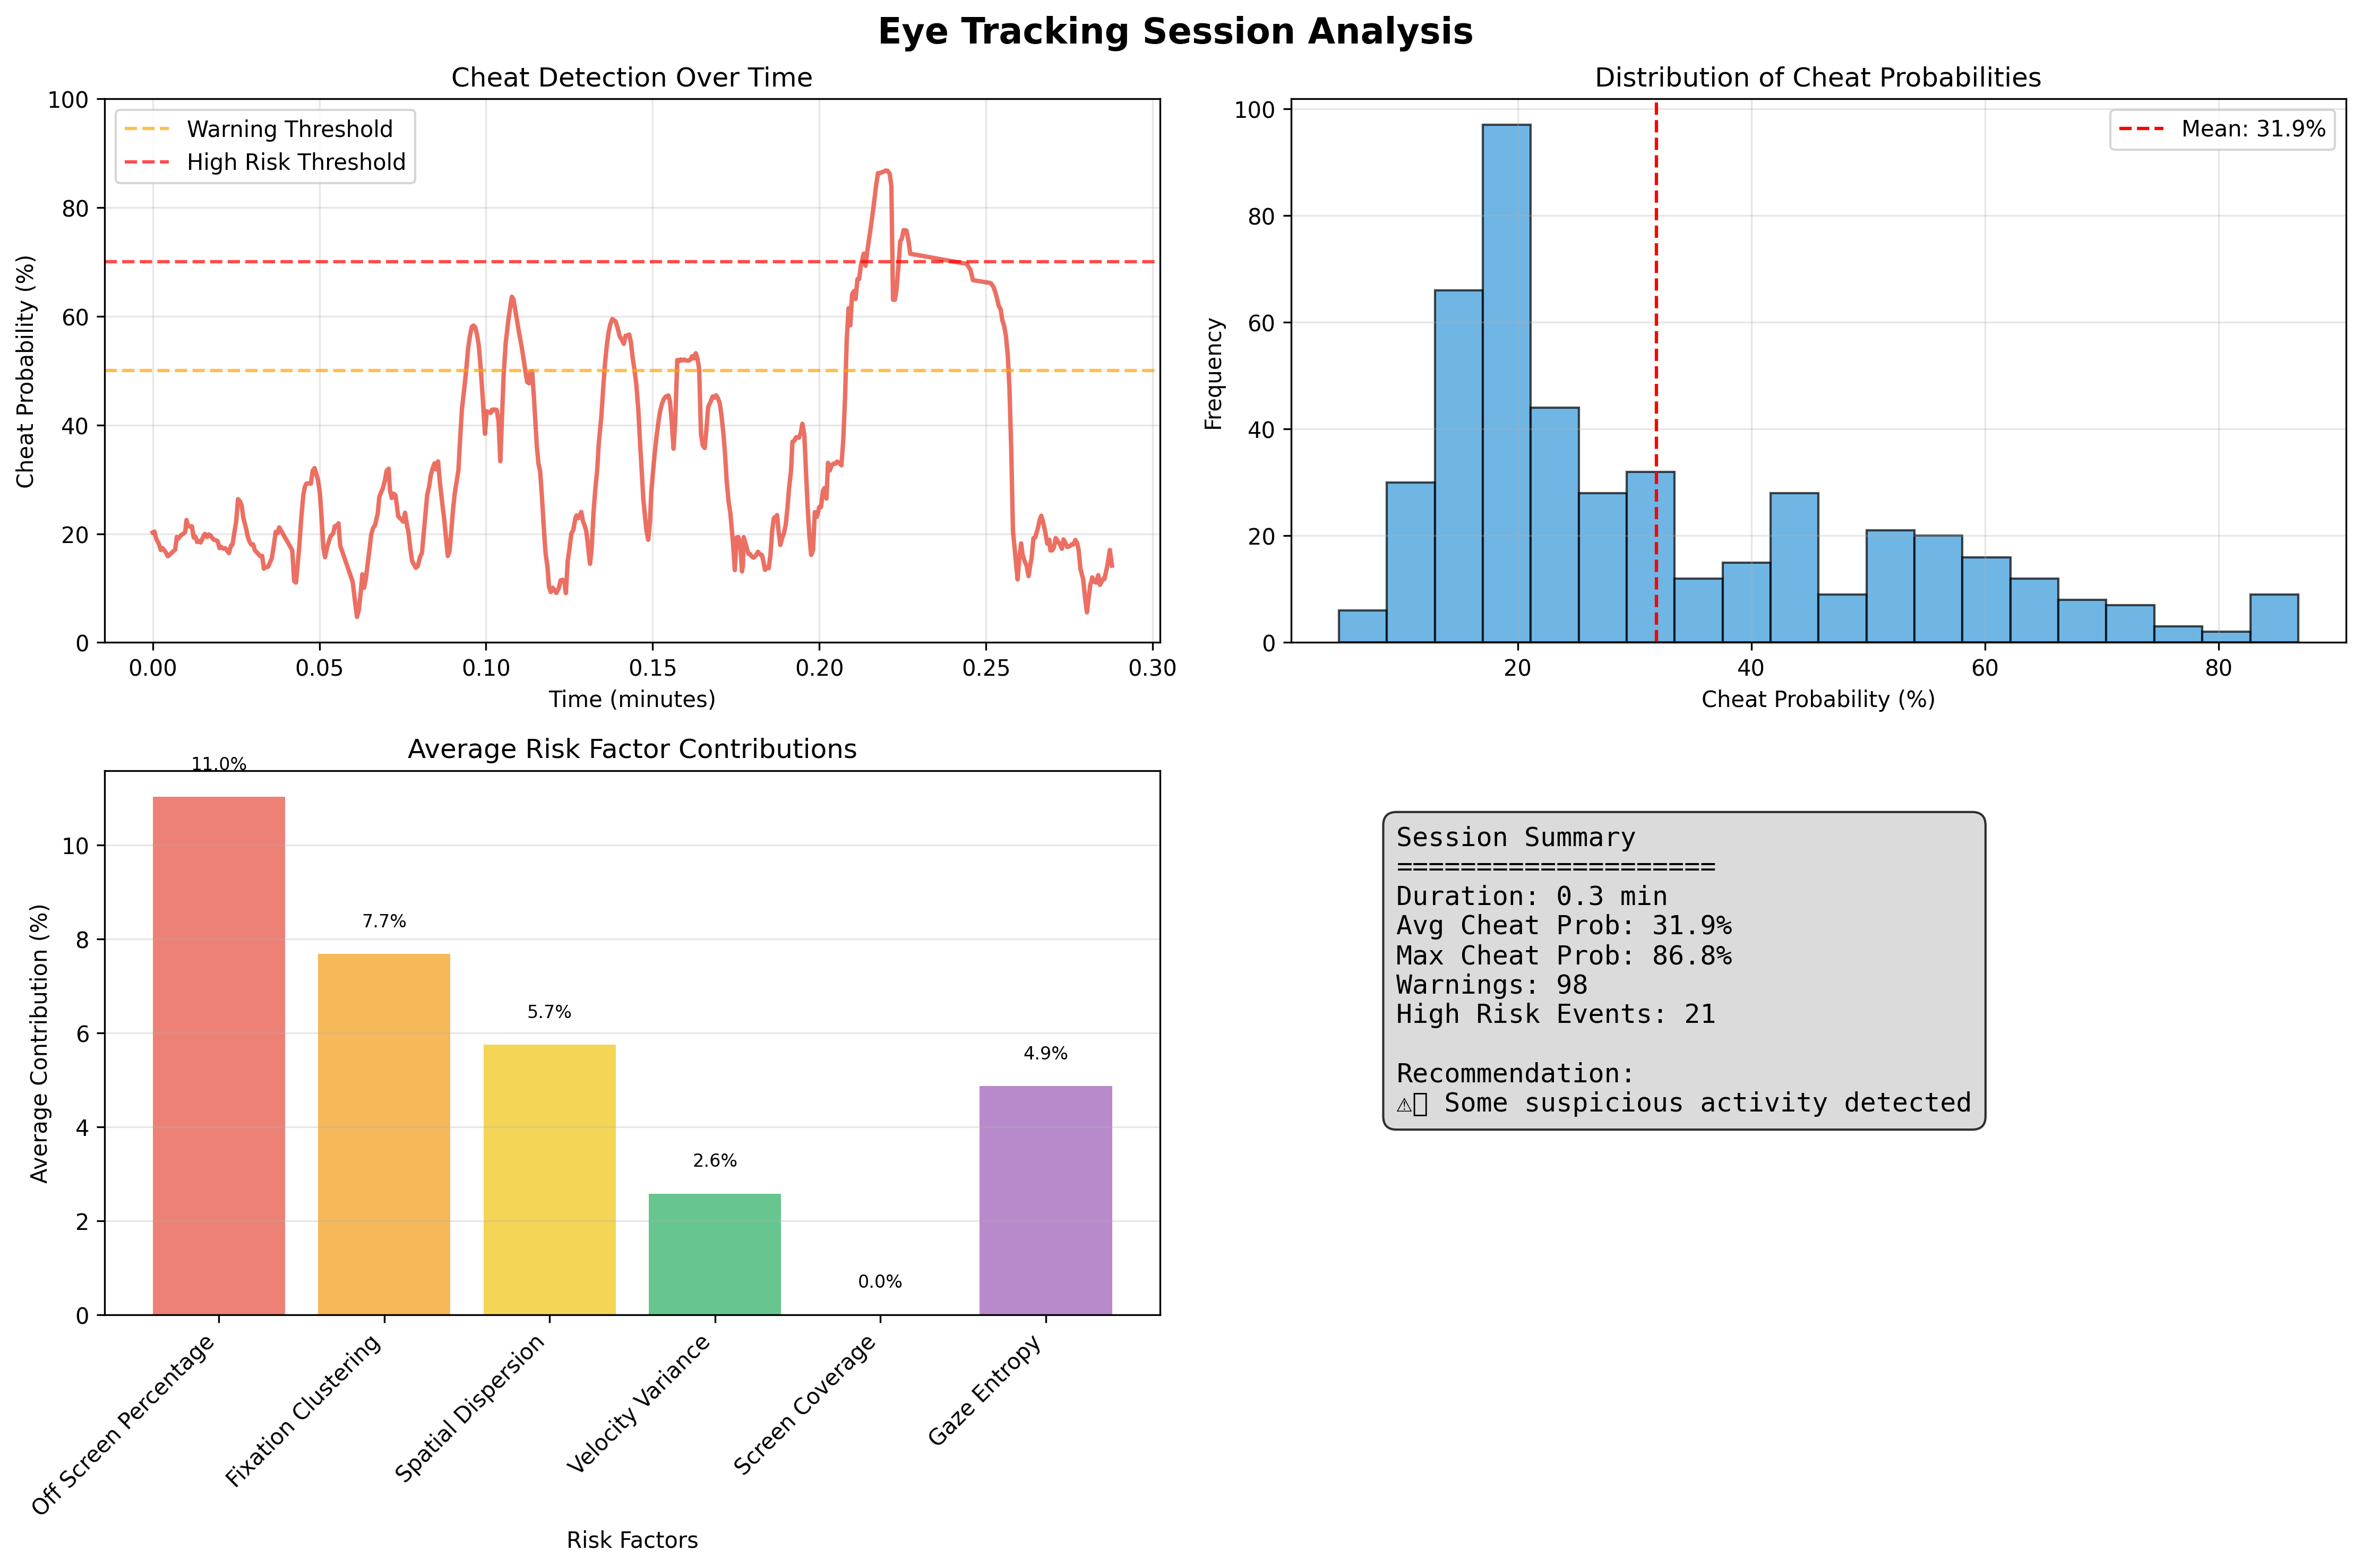 Eye Tracking Session Analysis
Cheat Detection Over Time
100
80
60
40
20
0
Cheat Probability (%)
Warning Threshold
High Risk Threshold
0.00 0.05 0.10 0.15 0.20 0.25 0.30
Time (minutes)
Distribution of Cheat Probabilities
100
80
60
40
20
0
Frequency
Mean: 31.9%
20 40 60 80
Cheat Probability (%)
Average Risk Factor Contributions
10
8
6
4
2
0
Average Contribution (%)
11.0%
7.7%
5.7%
2.6%
0.0%
4.9%
Off Screen Percentage
Fixation Clustering
Spatial Dispersion
Velocity Variance
Screen Coverage
Gaze Entropy
Risk Factors
Session Summary
====================
Duration: 0.3 min
Avg Cheat Prob: 31.9%
Max Cheat Prob: 86.8%
Warnings: 98
High Risk Events: 21
Recommendation:
⚠▯ Some suspicious activity detected